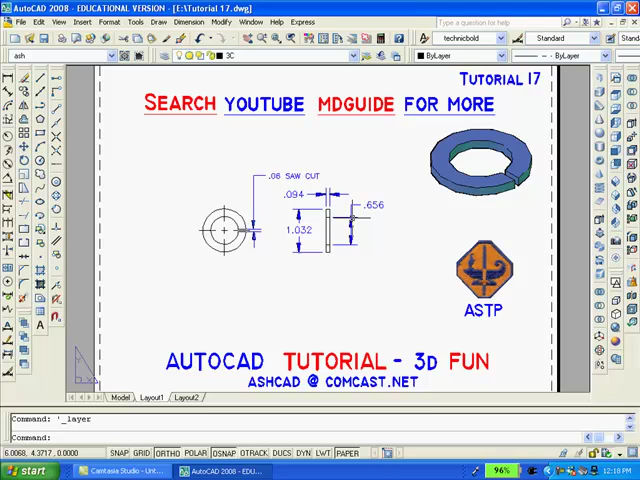 AutoCAD 2008 - EDUCATIONAL VERSION - [E:\Tutorial 17.dwg]
File Edit View Insert Format Tools Draw Dimension Modify Window Help Express
Type a question for help
technicbold
Standard
ash
3C
ByLayer
ByLayer
TUTORIAL 17
SEARCH YOUTUBE MDGUIDE FOR MORE
.06 SAW CUT
.094
.656
1.032
ASTP
AUTOCAD TUTORIAL - 3D FUN
ASHCAD @ COMCAST.NET
Model Layout1 Layout2
Command: '_layer
Command:
6.0068, 4.3717, 0.0000 SNAP GRID ORTHO POLAR OSNAP OTRACK DUCS DYN LWT PAPER
start Camtasia Studio - Unt... AutoCAD 2008 - EDU... 96% 12:18 PM